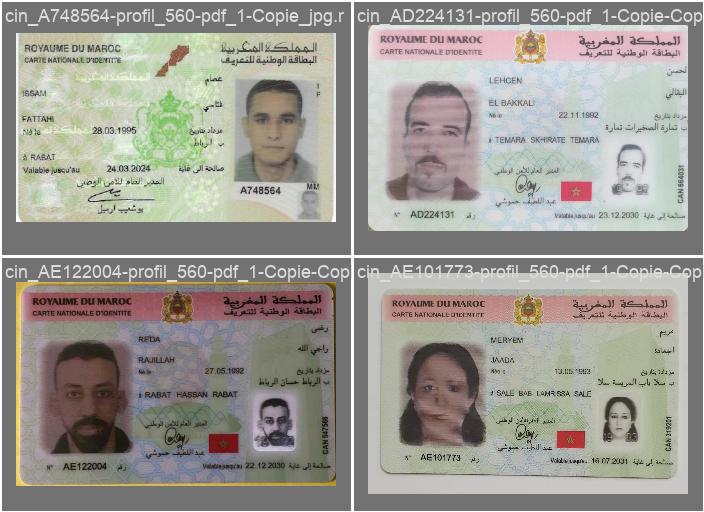 cin_A748564-profil_560-pdf_1-Copie_jpg.r
ROYAUME DU MAROC
المملكة المغربية
CARTE NATIONALE D'IDENTITE
البطاقة الوطنية للتعريف
عصام
ISSAM
فتاحي
FATTAHI
Né le 28.03.1995 مزداد بتاريخ
ب الرباط
à RABAT
Valable jusqu'au 24.03.2024 صالحة إلى غاية
المدير العام للأمن الوطني
A748564
cin_AD224131-profil_560-pdf_1-Copie-Cop
ROYAUME DU MAROC
المملكة المغربية
CARTE NATIONALE D'IDENTITE
البطاقة الوطنية للتعريف
لحسن
LEHCEN
البقالي
EL BAKKALI
Né le 22.11.1992 مزداد بتاريخ
ب تمارة الصخيرات تمارة
à TEMARA SKHIRATE TEMARA
المدير العام للأمن الوطني
عبد اللطيف حموشي
CAN 664031
N° AD224131 رقم
Valable jusqu'au 23.12.2030 صالحة إلى غاية
cin_AE122004-profil_560-pdf_1-Copie-Cop
ROYAUME DU MAROC
المملكة المغربية
CARTE NATIONALE D'IDENTITE
البطاقة الوطنية للتعريف
رضى
REDA
راجي الله
RAJILLAH
Né le 27.05.1992 مزداد بتاريخ
ب الرباط حسان الرباط
à RABAT HASSAN RABAT
المدير العام للأمن الوطني
عبد اللطيف حموشي
CAN 547566
N° AE122004 رقم
Valable jusqu'au 22.12.2030 صالحة إلى غاية
cin_AE101773-profil_560-pdf_1-Copie-Cop
ROYAUME DU MAROC
المملكة المغربية
CARTE NATIONALE D'IDENTITE
البطاقة الوطنية للتعريف
مريم
MERYEM
JAADA
Né le 13.05.1993 مزداد بتاريخ
ب سلا باب المريسة سلا
à SALE BAB LAMRISSA SALE
المدير العام للأمن الوطني
عبد اللطيف حموشي
CAN 319201
N° AE101773 رقم
Valable jusqu'au 16.07.2031 صالحة إلى غاية